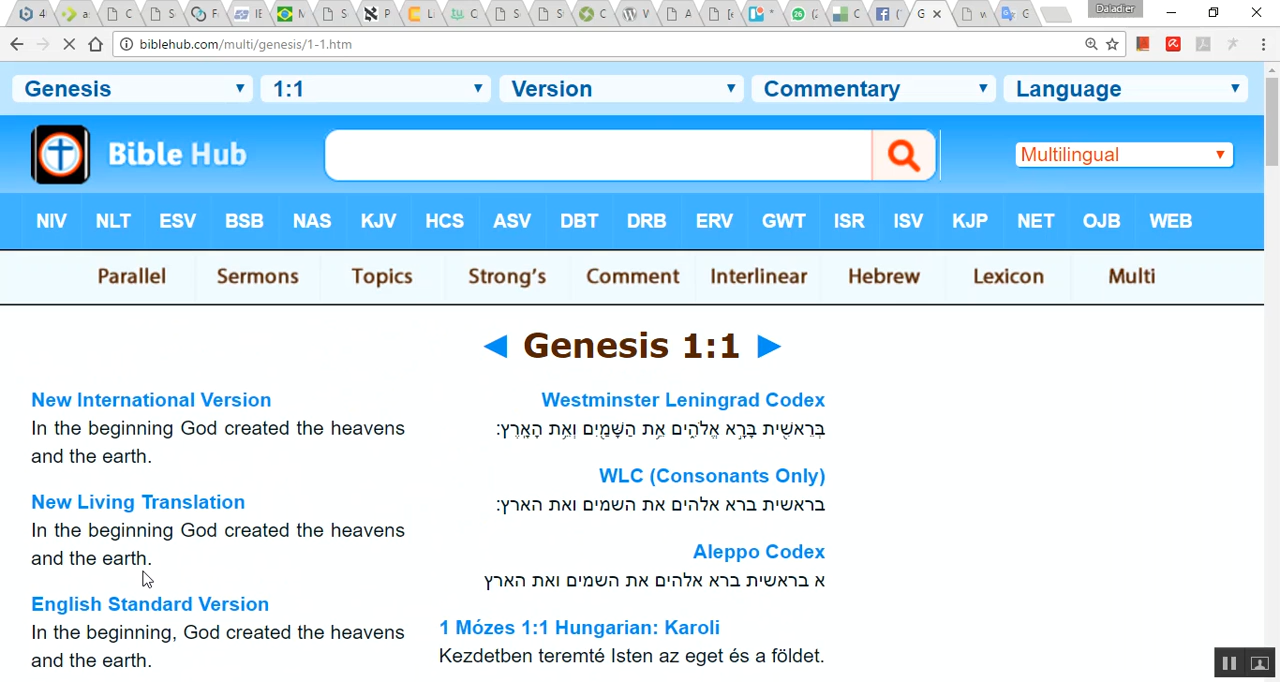 Daladier
biblehub.com/multi/genesis/1-1.htm
Genesis 1:1 Version Commentary Language
Bible Hub
Multilingual
NIV NLT ESV BSB NAS KJV HCS ASV DBT DRB ERV GWT ISR ISV KJP NET OJB WEB
Parallel Sermons Topics Strong's Comment Interlinear Hebrew Lexicon Multi
Genesis 1:1
New International Version
In the beginning God created the heavens
and the earth.
New Living Translation
In the beginning God created the heavens
and the earth.
English Standard Version
In the beginning, God created the heavens
and the earth.
Westminster Leningrad Codex
בְּרֵאשִׁ֖ית בָּרָ֣א אֱלֹהִ֑ים אֵ֥ת הַשָּׁמַ֖יִם וְאֵ֥ת הָאָֽרֶץ׃
WLC (Consonants Only)
בראשית ברא אלהים את השמים ואת הארץ׃
Aleppo Codex
א בראשית ברא אלהים את השמים ואת הארץ
1 Mózes 1:1 Hungarian: Karoli
Kezdetben teremté Isten az eget és a földet.